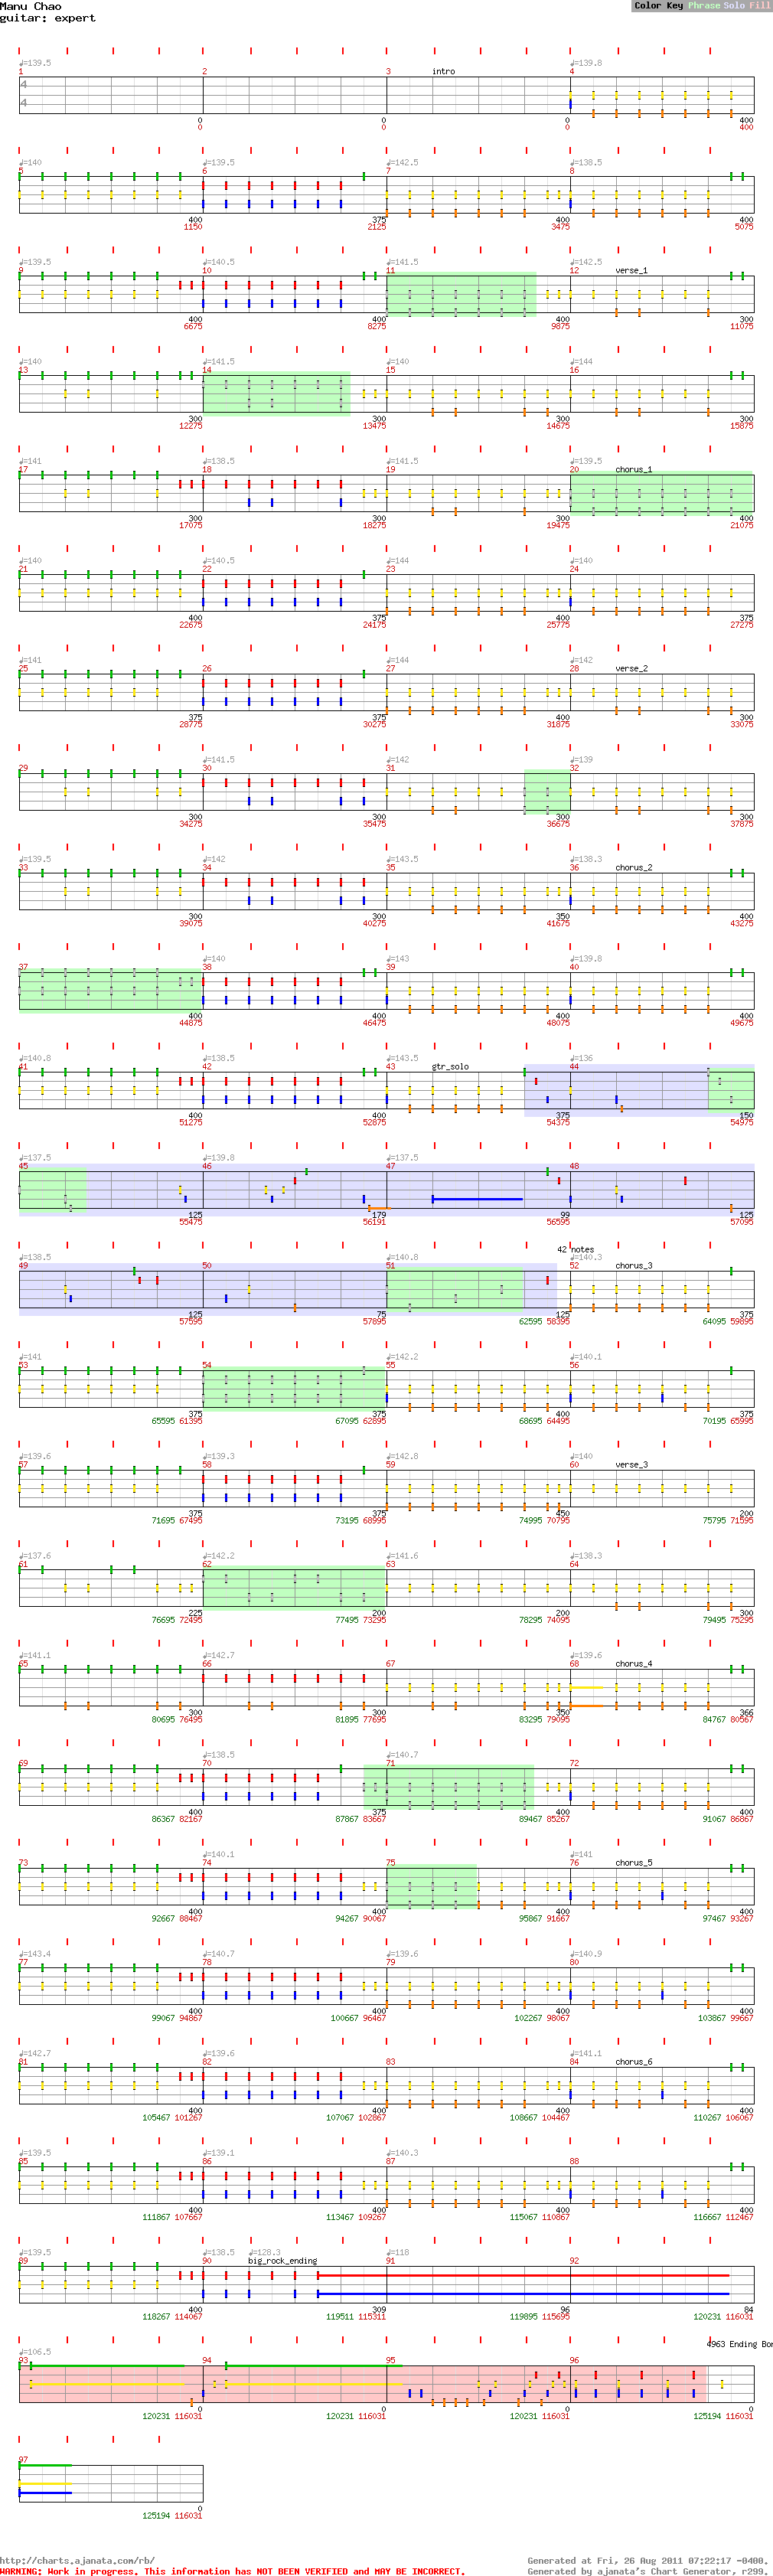 Manu Chao
Color Key Phrase Solo Fill
guitar: expert
♩=139.5 ♩=139.8
1 2 3 intro 4
4
4
0 0 0 400
0 0 0 400
♩=140 ♩=139.5 ♩=142.5 ♩=138.5
5 6 7 8
400 375 400 400
1150 2125 3475 5075
♩=139.5 ♩=140.5 ♩=141.5 ♩=142.5
9 10 11 12 verse_1
400 400 400 300
6675 8275 9875 11075
♩=140 ♩=141.5 ♩=140 ♩=144
13 14 15 16
300 300 300 300
12275 13475 14675 15875
♩=141 ♩=138.5 ♩=141.5 ♩=139.5
17 18 19 20 chorus_1
300 300 300 400
17075 18275 19475 21075
♩=140 ♩=140.5 ♩=144 ♩=140
21 22 23 24
400 375 400 375
22675 24175 25775 27275
♩=141 ♩=144 ♩=142
25 26 27 verse_2 28
375 375 400 300
28775 30275 31875 33075
♩=141.5 ♩=142 ♩=139
29 30 31 32
300 300 300 300
34275 35475 36675 37875
♩=139.5 ♩=142 ♩=143.5 ♩=138.3
33 34 35 36 chorus_2
300 300 350 400
39075 40275 41675 43275
♩=140 ♩=143 ♩=139.8
37 38 39 40
400 400 400 400
44875 46475 48075 49675
♩=140.8 ♩=138.5 ♩=143.5 ♩=136
41 42 43 gtr_solo 44
400 400 375 150
51275 52875 54375 54975
♩=137.5 ♩=139.8 ♩=137.5
45 46 47 48
125 179 99 125
55475 56191 56595 57095
42 notes
♩=138.5 ♩=140.8 ♩=140.3
49 50 51 52 chorus_3
125 75 125 375
57595 57895 62595 58395 64095 59895
♩=141 ♩=142.2 ♩=140.1
53 54 55 56
375 375 400 375
65595 61395 67095 62895 68695 64495 70195 65995
♩=139.6 ♩=139.3 ♩=142.8 ♩=140
57 58 59 60 verse_3
375 375 450 200
71695 67495 73195 68995 74995 70795 75795 71595
♩=137.6 ♩=142.2 ♩=141.6 ♩=138.3
61 62 63 64
225 200 200 300
76695 72495 77495 73295 78295 74095 79495 75295
♩=141.1 ♩=142.7 ♩=139.6
65 66 67 68 chorus_4
300 300 350 366
80695 76495 81895 77695 83295 79095 84767 80567
♩=138.5 ♩=140.7
69 70 71 72
400 375 400 400
86367 82167 87867 83667 89467 85267 91067 86867
♩=140.1 ♩=141
73 74 75 76 chorus_5
400 400 400 400
92667 88467 94267 90067 95867 91667 97467 93267
♩=143.4 ♩=140.7 ♩=139.6 ♩=140.9
77 78 79 80
400 400 400 400
99067 94867 100667 96467 102267 98067 103867 99667
♩=142.7 ♩=139.6 ♩=141.1
81 82 83 84 chorus_6
400 400 400 400
105467 101267 107067 102867 108667 104467 110267 106067
♩=139.5 ♩=139.1 ♩=140.3
85 86 87 88
400 400 400 400
111867 107667 113467 109267 115067 110867 116667 112467
♩=139.5 ♩=138.5 ♩=128.3 ♩=118
89 90 big_rock_ending 91 92
400 309 96 84
118267 114067 119511 115311 119895 115695 120231 116031
4963 Ending Bon
♩=106.5
93 94 95 96
0 0 0 0
120231 116031 120231 116031 120231 116031 125194 116031
97
0
125194 116031
http://charts.ajanata.com/rb/
Generated at Fri, 26 Aug 2011 07:22:17 -0400.
WARNING: Work in progress. This information has NOT BEEN VERIFIED and MAY BE INCORRECT.
Generated by ajanata's Chart Generator, r299.